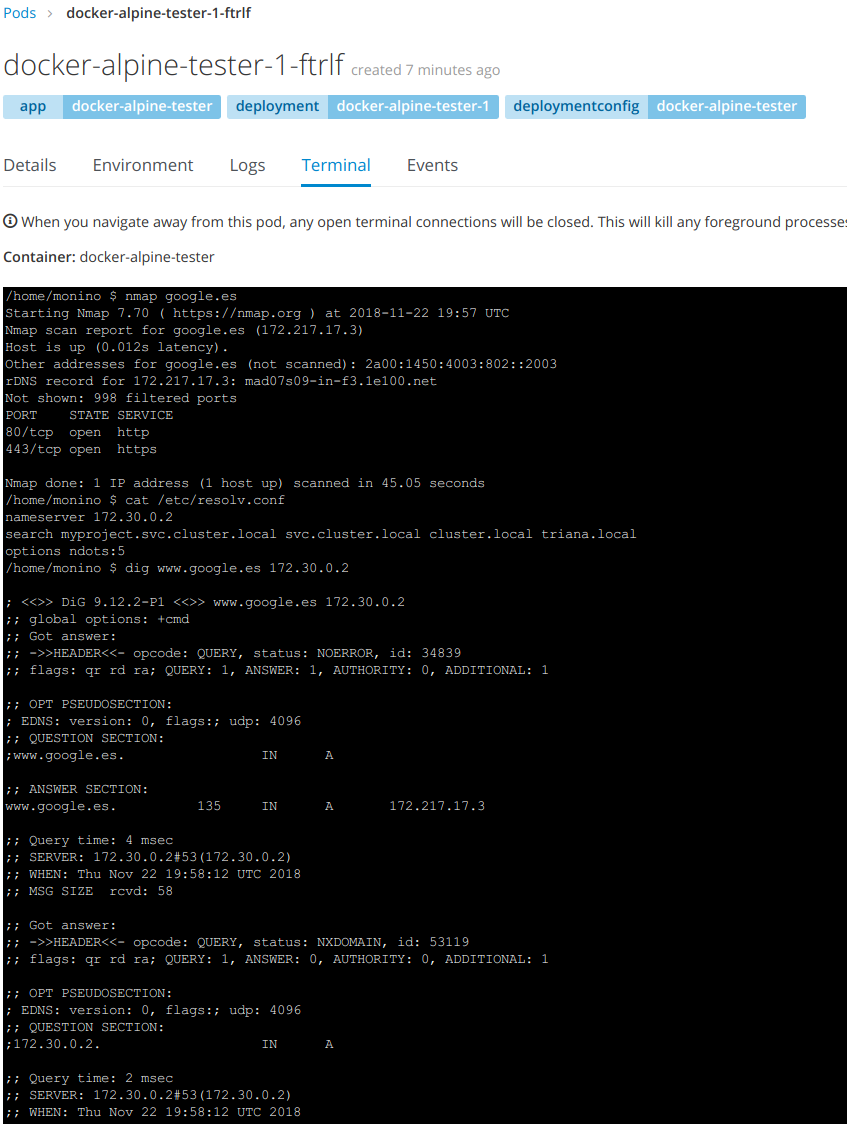 Pods › docker-alpine-tester-1-ftrlf
docker-alpine-tester-1-ftrlf created 7 minutes ago
app docker-alpine-tester deployment docker-alpine-tester-1 deploymentconfig docker-alpine-tester
Details Environment Logs Terminal Events
When you navigate away from this pod, any open terminal connections will be closed. This will kill any foreground processes
Container: docker-alpine-tester
/home/monino $ nmap google.es
Starting Nmap 7.70 ( https://nmap.org ) at 2018-11-22 19:57 UTC
Nmap scan report for google.es (172.217.17.3)
Host is up (0.012s latency).
Other addresses for google.es (not scanned): 2a00:1450:4003:802::2003
rDNS record for 172.217.17.3: mad07s09-in-f3.1e100.net
Not shown: 998 filtered ports
PORT    STATE SERVICE
80/tcp  open  http
443/tcp open  https
Nmap done: 1 IP address (1 host up) scanned in 45.05 seconds
/home/monino $ cat /etc/resolv.conf
nameserver 172.30.0.2
search myproject.svc.cluster.local svc.cluster.local cluster.local triana.local
options ndots:5
/home/monino $ dig www.google.es 172.30.0.2
; <<>> DiG 9.12.2-P1 <<>> www.google.es 172.30.0.2
;; global options: +cmd
;; Got answer:
;; ->>HEADER<<- opcode: QUERY, status: NOERROR, id: 34839
;; flags: qr rd ra; QUERY: 1, ANSWER: 1, AUTHORITY: 0, ADDITIONAL: 1
;; OPT PSEUDOSECTION:
; EDNS: version: 0, flags:; udp: 4096
;; QUESTION SECTION:
;www.google.es.                 IN      A
;; ANSWER SECTION:
www.google.es.          135     IN      A       172.217.17.3
;; Query time: 4 msec
;; SERVER: 172.30.0.2#53(172.30.0.2)
;; WHEN: Thu Nov 22 19:58:12 UTC 2018
;; MSG SIZE  rcvd: 58
;; Got answer:
;; ->>HEADER<<- opcode: QUERY, status: NXDOMAIN, id: 53119
;; flags: qr rd ra; QUERY: 1, ANSWER: 0, AUTHORITY: 0, ADDITIONAL: 1
;; OPT PSEUDOSECTION:
; EDNS: version: 0, flags:; udp: 4096
;; QUESTION SECTION:
;172.30.0.2.                    IN      A
;; Query time: 2 msec
;; SERVER: 172.30.0.2#53(172.30.0.2)
;; WHEN: Thu Nov 22 19:58:12 UTC 2018